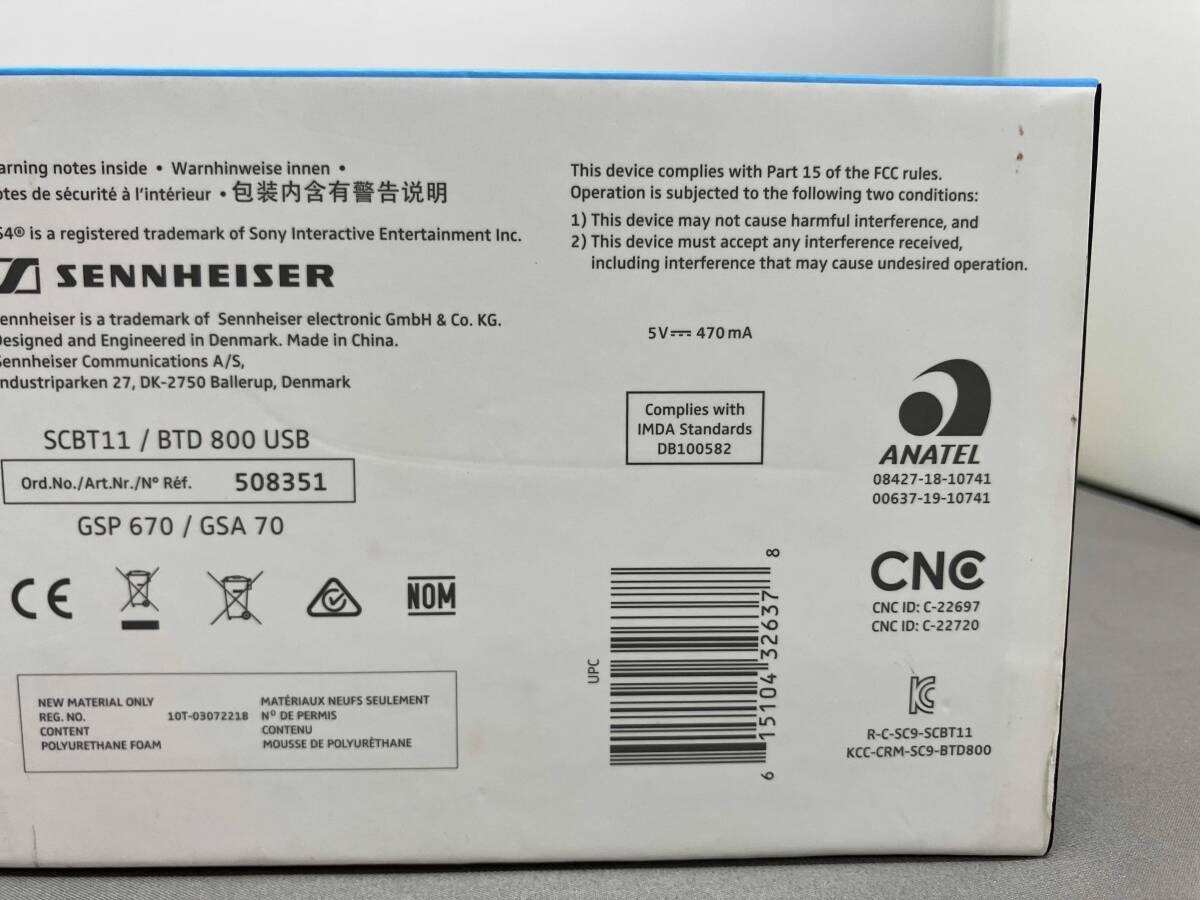 arning notes inside • Warnhinweise innen •
otes de sécurité à l'intérieur • 包装内含有警告说明
S4® is a registered trademark of Sony Interactive Entertainment Inc.
SENNHEISER
ennheiser is a trademark of Sennheiser electronic GmbH & Co. KG.
Designed and Engineered in Denmark. Made in China.
Sennheiser Communications A/S,
ndustriparken 27, DK-2750 Ballerup, Denmark
SCBT11 / BTD 800 USB
Ord.No./Art.Nr./N° Réf. 508351
GSP 670 / GSA 70
CE
NOM
NEW MATERIAL ONLY
REG. NO. 10T-03072218
CONTENT
POLYURETHANE FOAM
MATÉRIAUX NEUFS SEULEMENT
N° DE PERMIS
CONTENU
MOUSSE DE POLYURÈTHANE
This device complies with Part 15 of the FCC rules.
Operation is subjected to the following two conditions:
1) This device may not cause harmful interference, and
2) This device must accept any interference received,
including interference that may cause undesired operation.
5V⎓ 470 mA
Complies with
IMDA Standards
DB100582
UPC
6 15104 32637 8
ANATEL
08427-18-10741
00637-19-10741
CNC
CNC ID: C-22697
CNC ID: C-22720
R-C-SC9-SCBT11
KCC-CRM-SC9-BTD800